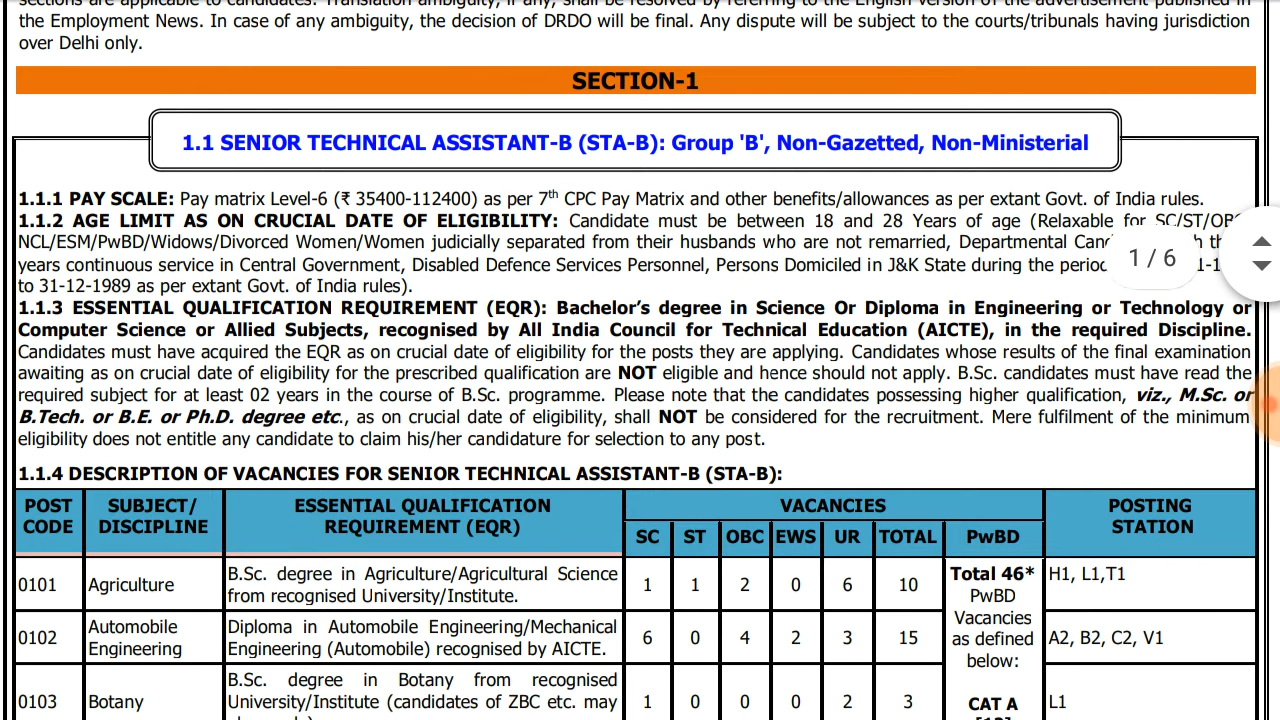 sections are applicable to candidates. Translation ambiguity, if any, shall be resolved by referring to the English version of the advertisement published in
the Employment News. In case of any ambiguity, the decision of DRDO will be final. Any dispute will be subject to the courts/tribunals having jurisdiction
over Delhi only.
SECTION-1
1.1 SENIOR TECHNICAL ASSISTANT-B (STA-B): Group 'B', Non-Gazetted, Non-Ministerial
1.1.1 PAY SCALE: Pay matrix Level-6 (₹ 35400-112400) as per 7th CPC Pay Matrix and other benefits/allowances as per extant Govt. of India rules.
1.1.2 AGE LIMIT AS ON CRUCIAL DATE OF ELIGIBILITY: Candidate must be between 18 and 28 Years of age (Relaxable for SC/ST/OBC
NCL/ESM/PwBD/Widows/Divorced Women/Women judicially separated from their husbands who are not remarried, Departmental
years continuous service in Central Government, Disabled Defence Services Personnel, Persons Domiciled in J&K State during the period
1 / 6
to 31-12-1989 as per extant Govt. of India rules).
1.1.3 ESSENTIAL QUALIFICATION REQUIREMENT (EQR): Bachelor's degree in Science Or Diploma in Engineering or Technology or
Computer Science or Allied Subjects, recognised by All India Council for Technical Education (AICTE), in the required Discipline.
Candidates must have acquired the EQR as on crucial date of eligibility for the posts they are applying. Candidates whose results of the final examination
awaiting as on crucial date of eligibility for the prescribed qualification are NOT eligible and hence should not apply. B.Sc. candidates must have read the
required subject for at least 02 years in the course of B.Sc. programme. Please note that the candidates possessing higher qualification, viz., M.Sc. or
B.Tech. or B.E. or Ph.D. degree etc., as on crucial date of eligibility, shall NOT be considered for the recruitment. Mere fulfilment of the minimum
eligibility does not entitle any candidate to claim his/her candidature for selection to any post.
1.1.4 DESCRIPTION OF VACANCIES FOR SENIOR TECHNICAL ASSISTANT-B (STA-B):
POST CODE SUBJECT/ DISCIPLINE ESSENTIAL QUALIFICATION REQUIREMENT (EQR) VACANCIES POSTING STATION
SC ST OBC EWS UR TOTAL PwBD
0101 Agriculture B.Sc. degree in Agriculture/Agricultural Science 1 1 2 0 6 10 Total 46* H1, L1,T1
from recognised University/Institute. PwBD
0102 Automobile Engineering Diploma in Automobile Engineering/Mechanical 6 0 4 2 3 15 Vacancies as defined A2, B2, C2, V1
Engineering (Automobile) recognised by AICTE. below:
B.Sc. degree in Botany from recognised
0103 Botany University/Institute (candidates of ZBC etc. may 1 0 0 0 2 3 CAT A L1